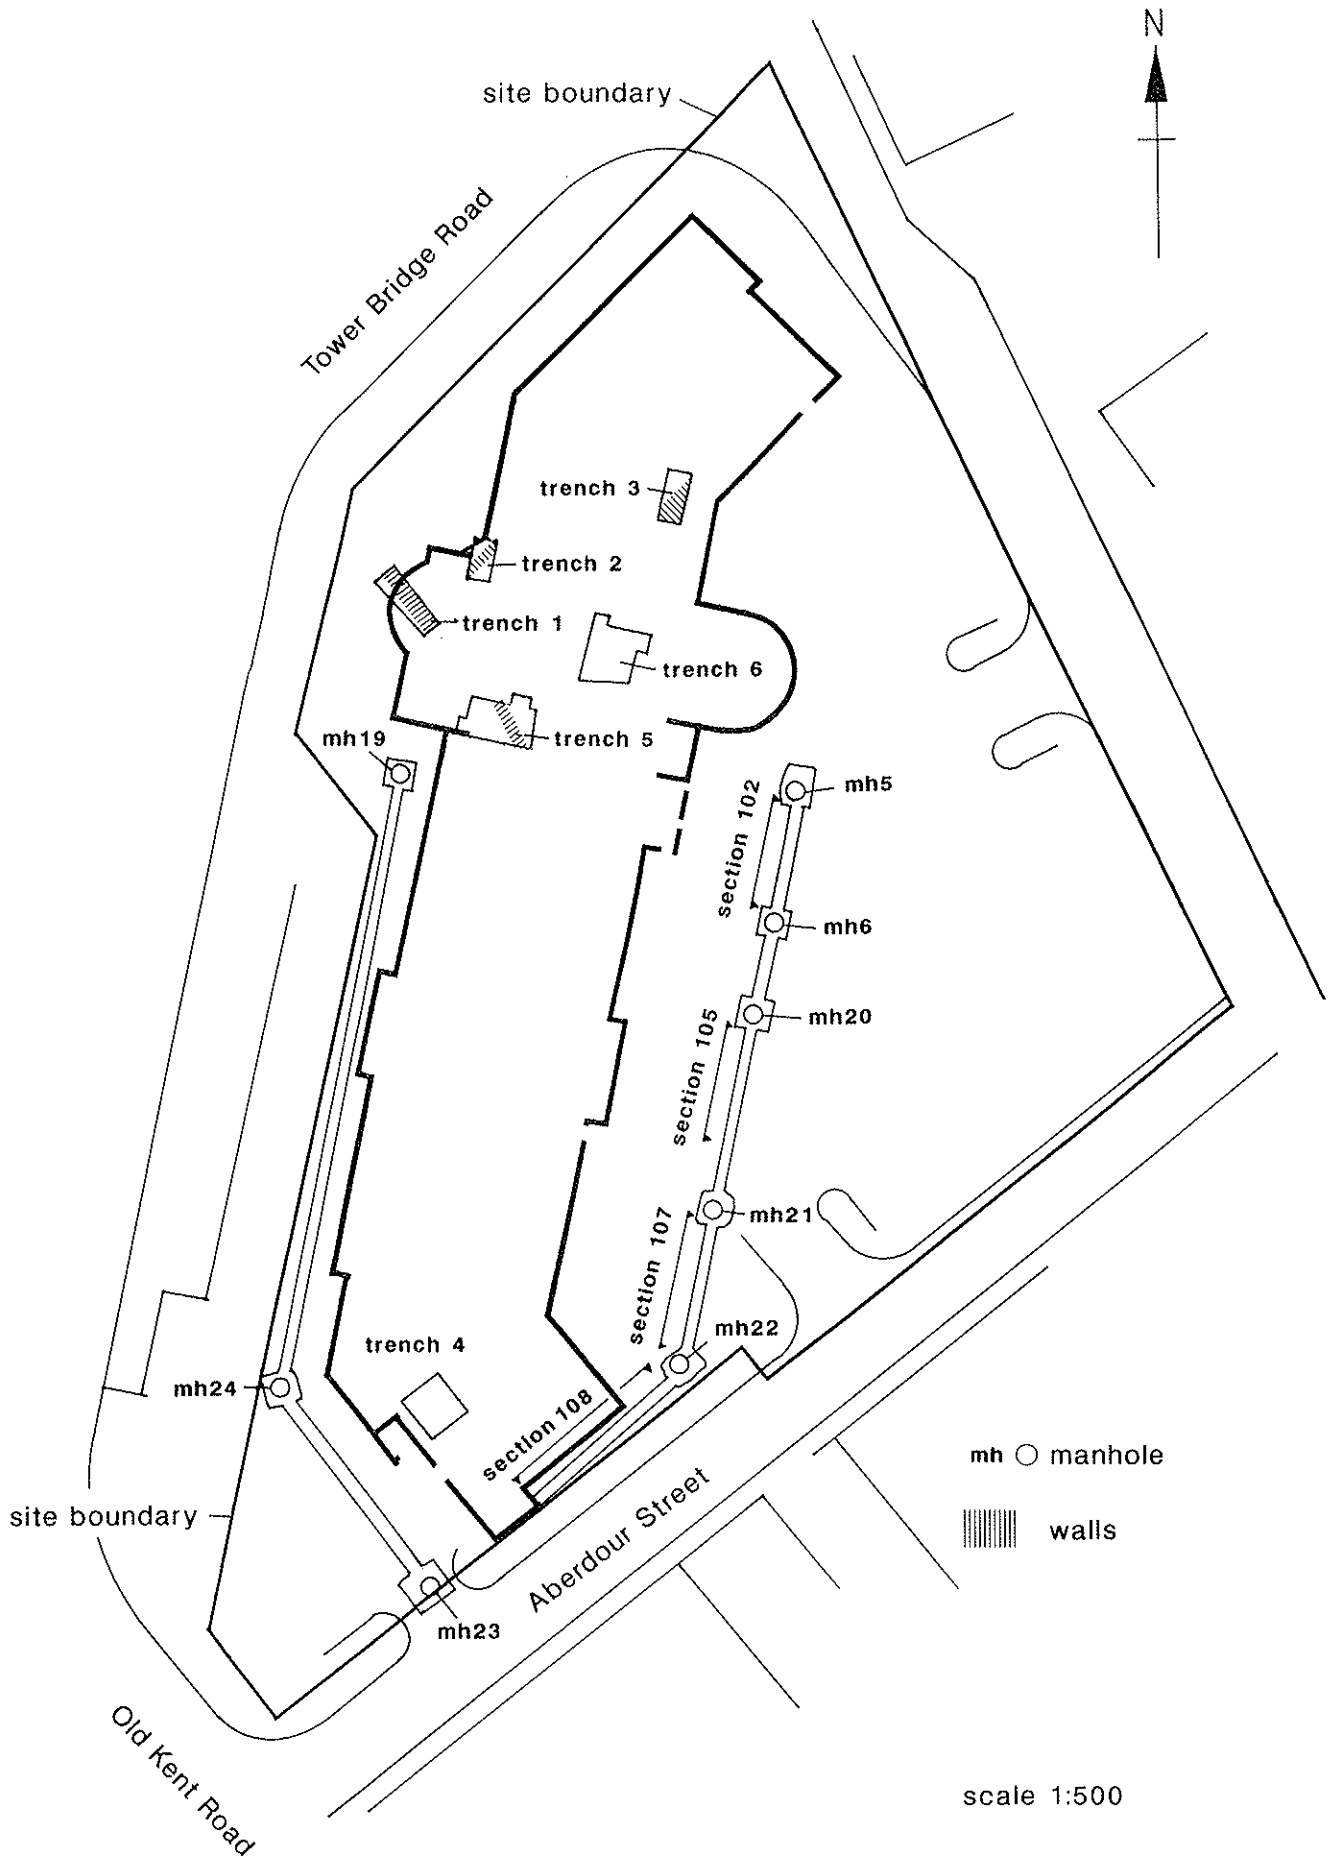 N
site boundary
Tower Bridge Road
trench 3
trench 2
trench 1
trench 6
trench 5
mh19
mh5
section 102
mh6
mh20
section 105
mh21
section 107
mh22
trench 4
mh24
section 108
mh manhole
site boundary
walls
Aberdour Street
mh23
Old Kent Road
scale 1:500